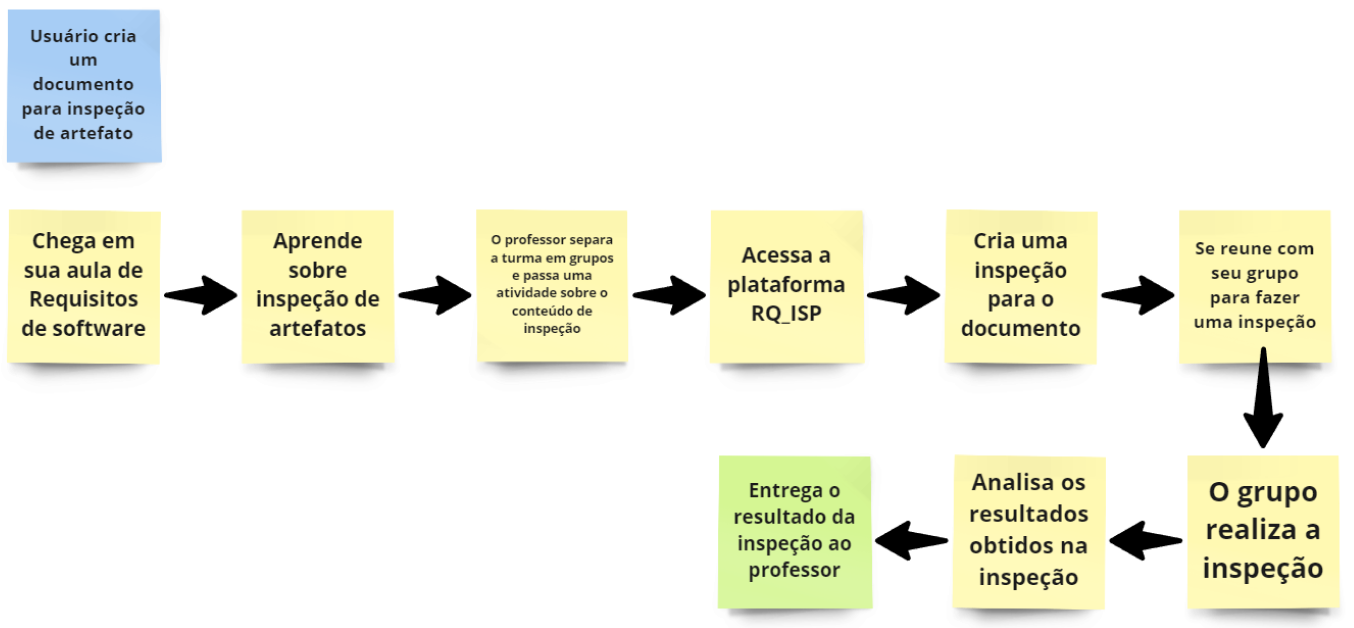 Usuário cria
um
documento
para inspeção
de artefato
Chega em
sua aula de
Requisitos
de software
Aprende
sobre
inspeção de
artefatos
O professor separa
a turma em grupos
e passa uma
atividade sobre o
conteúdo de
inspeção
Acessa a
plataforma
RQ_ISP
Cria uma
inspeção
para o
documento
Se reune com
seu grupo
para fazer
uma inspeção
O grupo
realiza a
inspeção
Analisa os
resultados
obtidos na
inspeção
Entrega o
resultado da
inspeção ao
professor